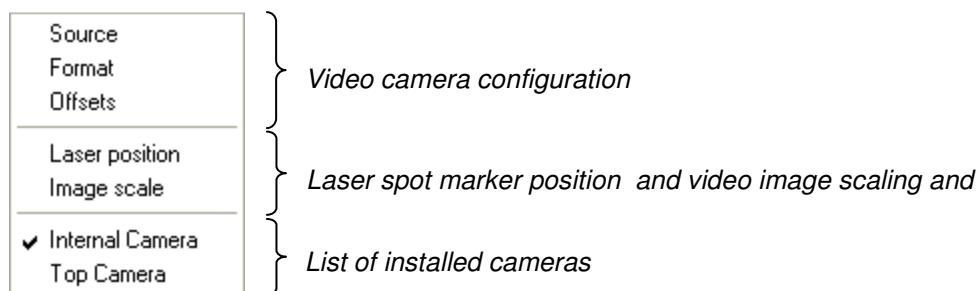 Source
Format
Offsets
Video camera configuration
Laser position
Image scale
Laser spot marker position and video image scaling and
Internal Camera
Top Camera
List of installed cameras